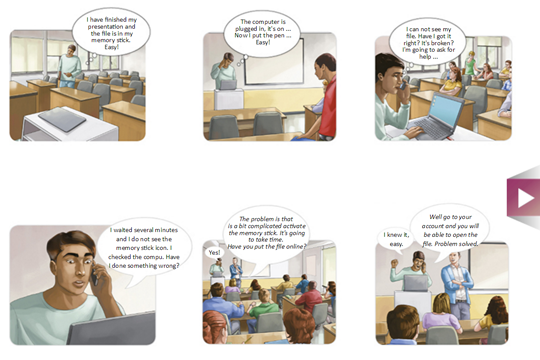 I have finished my
presentation and
the file is in my
memory stick.
Easy!
The computer is
plugged in, it's on ...
Now I put the pen ...
Easy!
I can not see my
file. Have I got it
right? It's broken?
I'm going to ask for
help ...
I waited several minutes
and I do not see the
memory stick icon. I
checked the compu. Have
I done something wrong?
Yes!
The problem is that
is a bit complicated activate
the memory stick. It's going
to take time.
Have you put the file online?
I knew it,
easy.
Well go to your
account and you will
be able to open the
file. Problem solved.